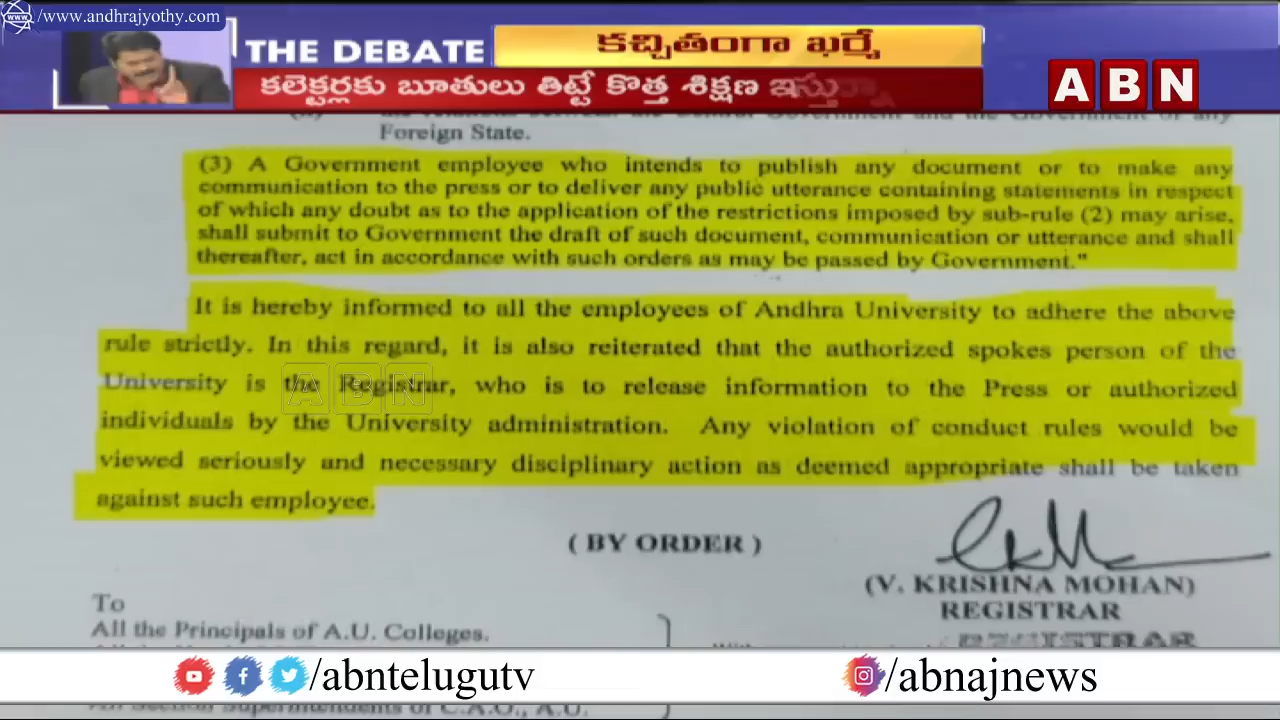 www./www.andhrajyothy.com
THE DEBATE
కచ్చితంగా ఖర్మే
కలెక్టర్లకు బూతులు తిట్టే కొత్త శిక్షణ ఇస్తున్నా
ABN
Foreign State.
(3) A Government employee who intends to publish any document or to make any
communication to the press or to deliver any public utterance containing statements in respect
of which any doubt as to the application of the restrictions imposed by sub-rule (2) may arise,
shall submit to Government the draft of such document, communication or utterance and shall
thereafter, act in accordance with such orders as may be passed by Government."
It is hereby informed to all the employees of Andhra University to adhere the above
rule strictly. In this regard, it is also reiterated that the authorized spokes person of the
University is the Registrar, who is to release information to the Press or authorized
individuals by the University administration. Any violation of conduct rules would be
viewed seriously and necessary disciplinary action as deemed appropriate shall be taken
against such employee.
ABN
( BY ORDER )
(V. KRISHNA MOHAN)
REGISTRAR
To
All the Principals of A.U. Colleges.
REGISTRAR
/abntelugutv
/abnajnews
All Section Superintendents of C.A.O., A.U.